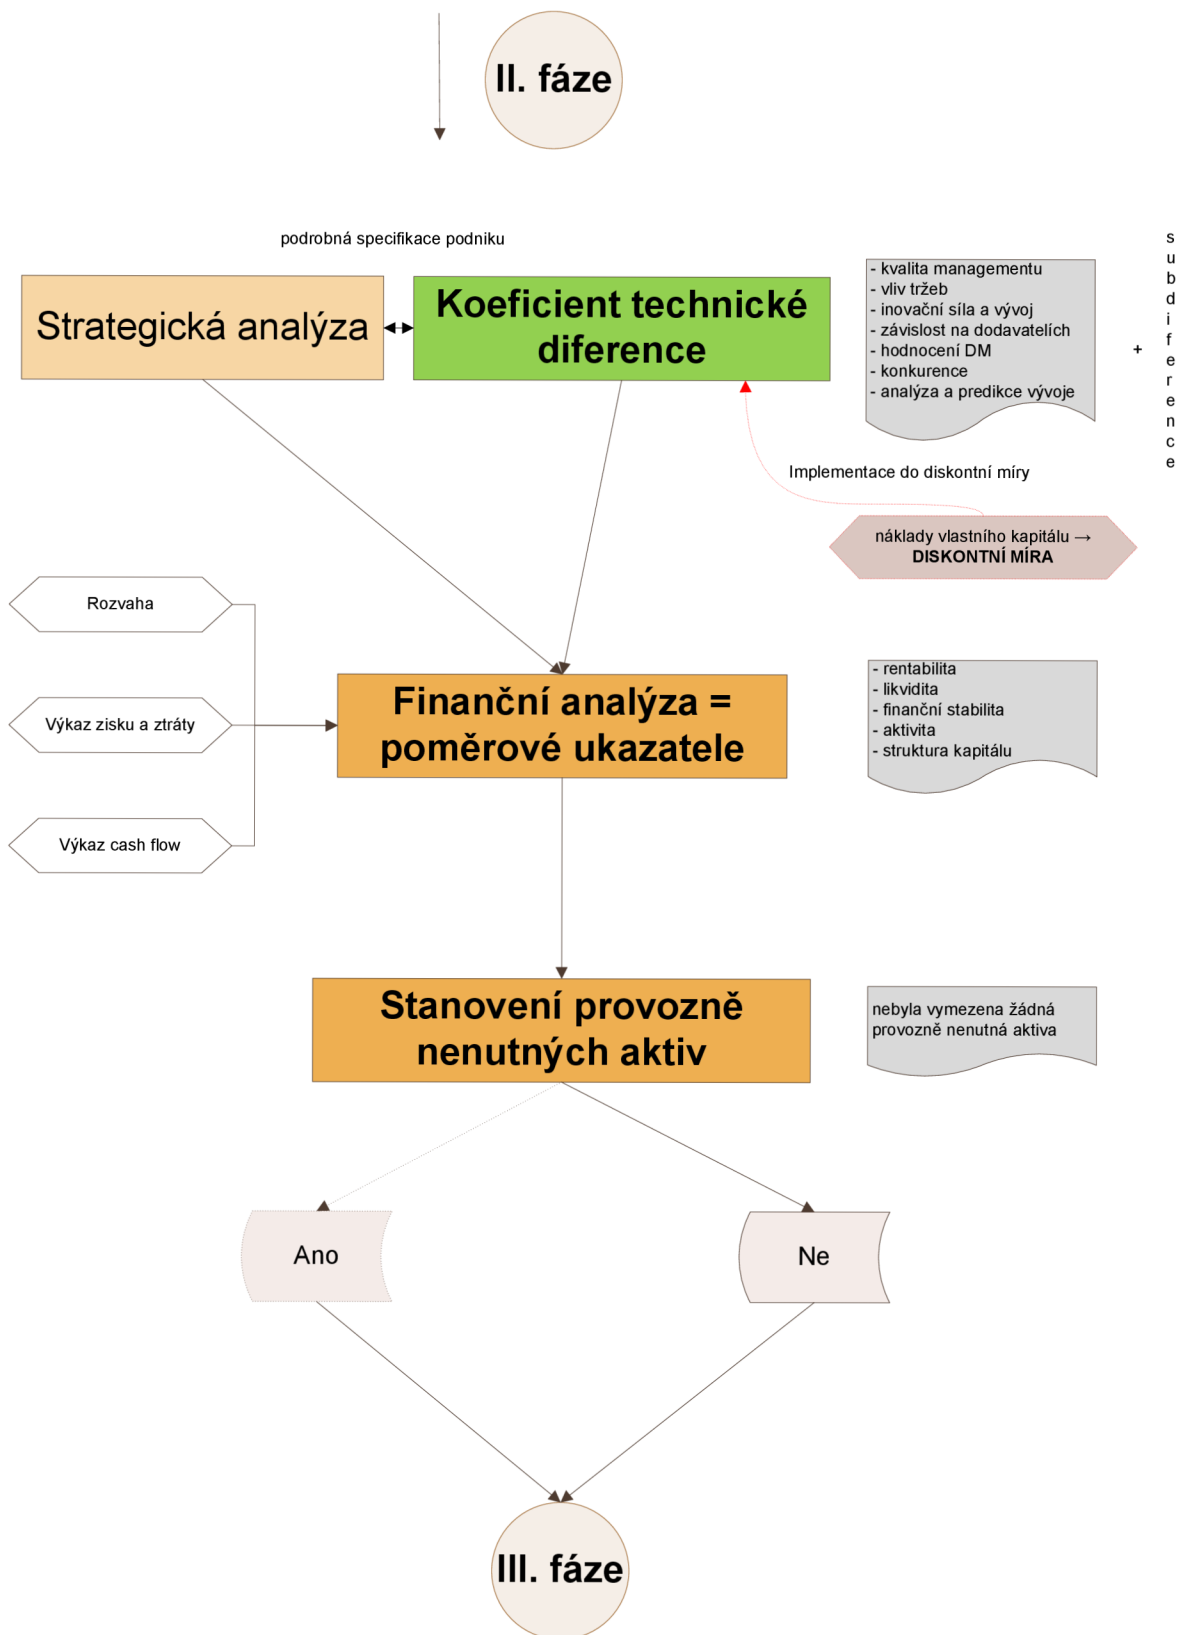 II. fáze
podrobná specifikace podniku
Strategická analýza
Koeficient technické
diference
- kvalita managementu
- vliv tržeb
- inovační síla a vývoj
- závislost na dodavatelích
- hodnocení DM
- konkurence
- analýza a predikce vývoje
+
subdiference
Implementace do diskontní míry
náklady vlastního kapitálu →
DISKONTNÍ MÍRA
Rozvaha
Výkaz zisku a ztráty
Výkaz cash flow
Finanční analýza =
poměrové ukazatele
- rentabilita
- likvidita
- finanční stabilita
- aktivita
- struktura kapitálu
Stanovení provozně
nenutných aktiv
nebyla vymezena žádná
provozně nenutná aktiva
Ano
Ne
III. fáze